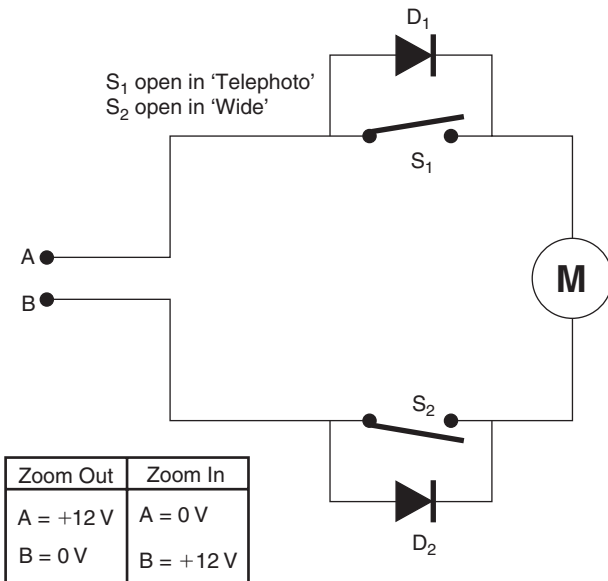 D₁
S₁ open in ‘Telephoto’
S₂ open in ‘Wide’
S₁
A
B
M
S₂
D₂
Zoom Out Zoom In
A = +12 V A = 0 V
B = 0 V B = +12 V